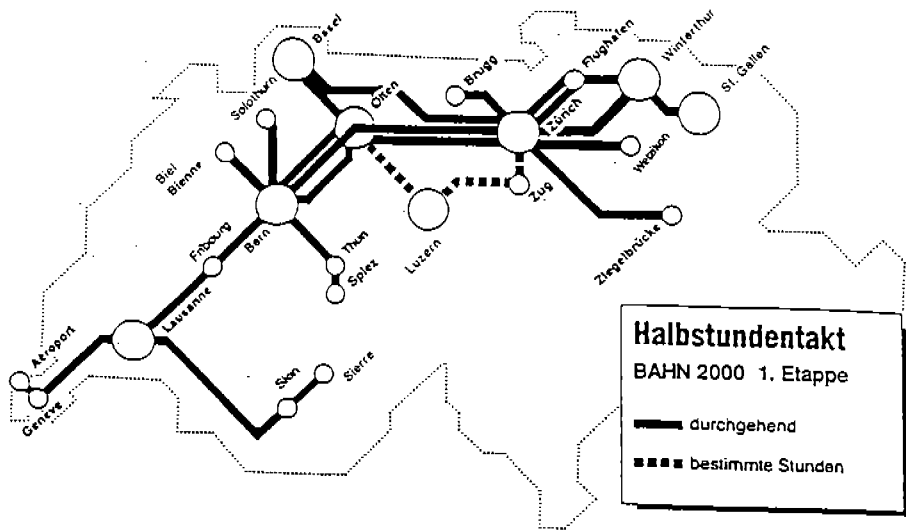 Basel
Brugg
Flughafen
Winterthur
St. Gallen
Solothurn
Olten
Zürich
Wetzikon
Biel
Bienne
Zug
Fribourg
Bern
Thun
Spiez
Luzern
Ziegelbrücke
Lausanne
Aéroport
Genève
Sion
Sierre
Halbstundentakt
BAHN 2000 1. Etappe
durchgehend
bestimmte Stunden